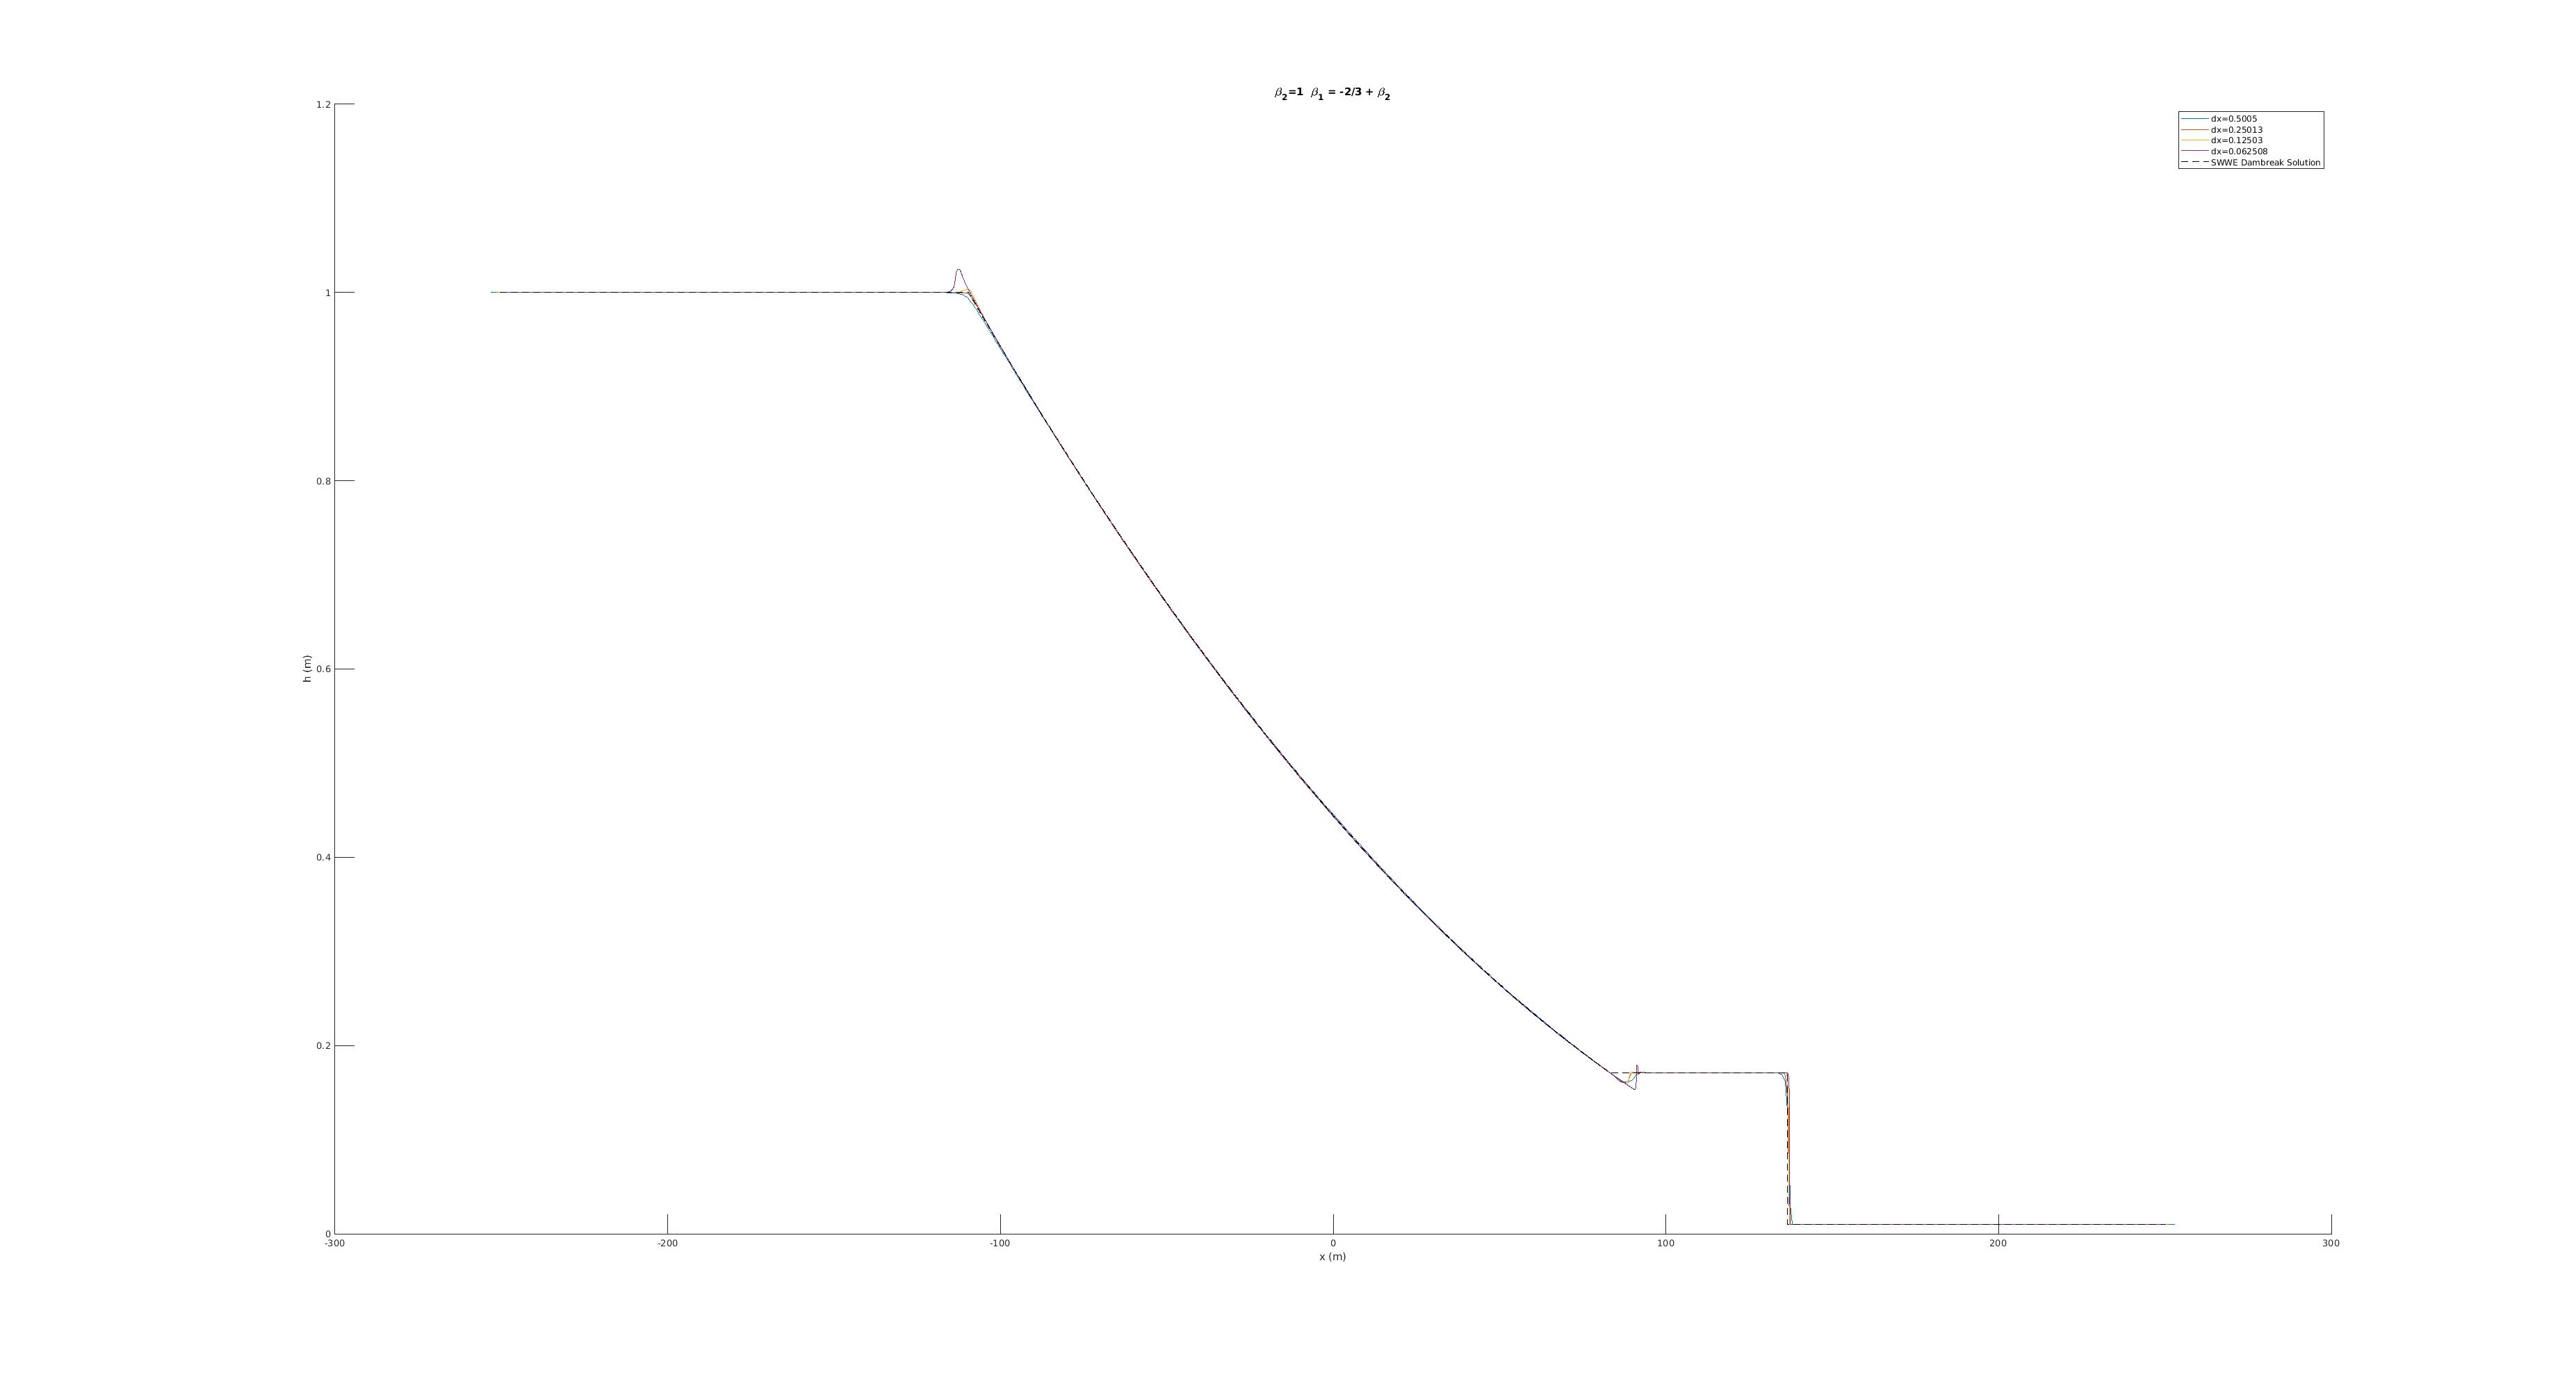 β2=1 β1 = -2/3 + β2
dx=0.5005
dx=0.25013
dx=0.12503
dx=0.062508
SWWE Dambreak Solution
1.2
1
0.8
0.6
0.4
0.2
0
h (m)
-300 -200 -100 0 100 200 300
x (m)